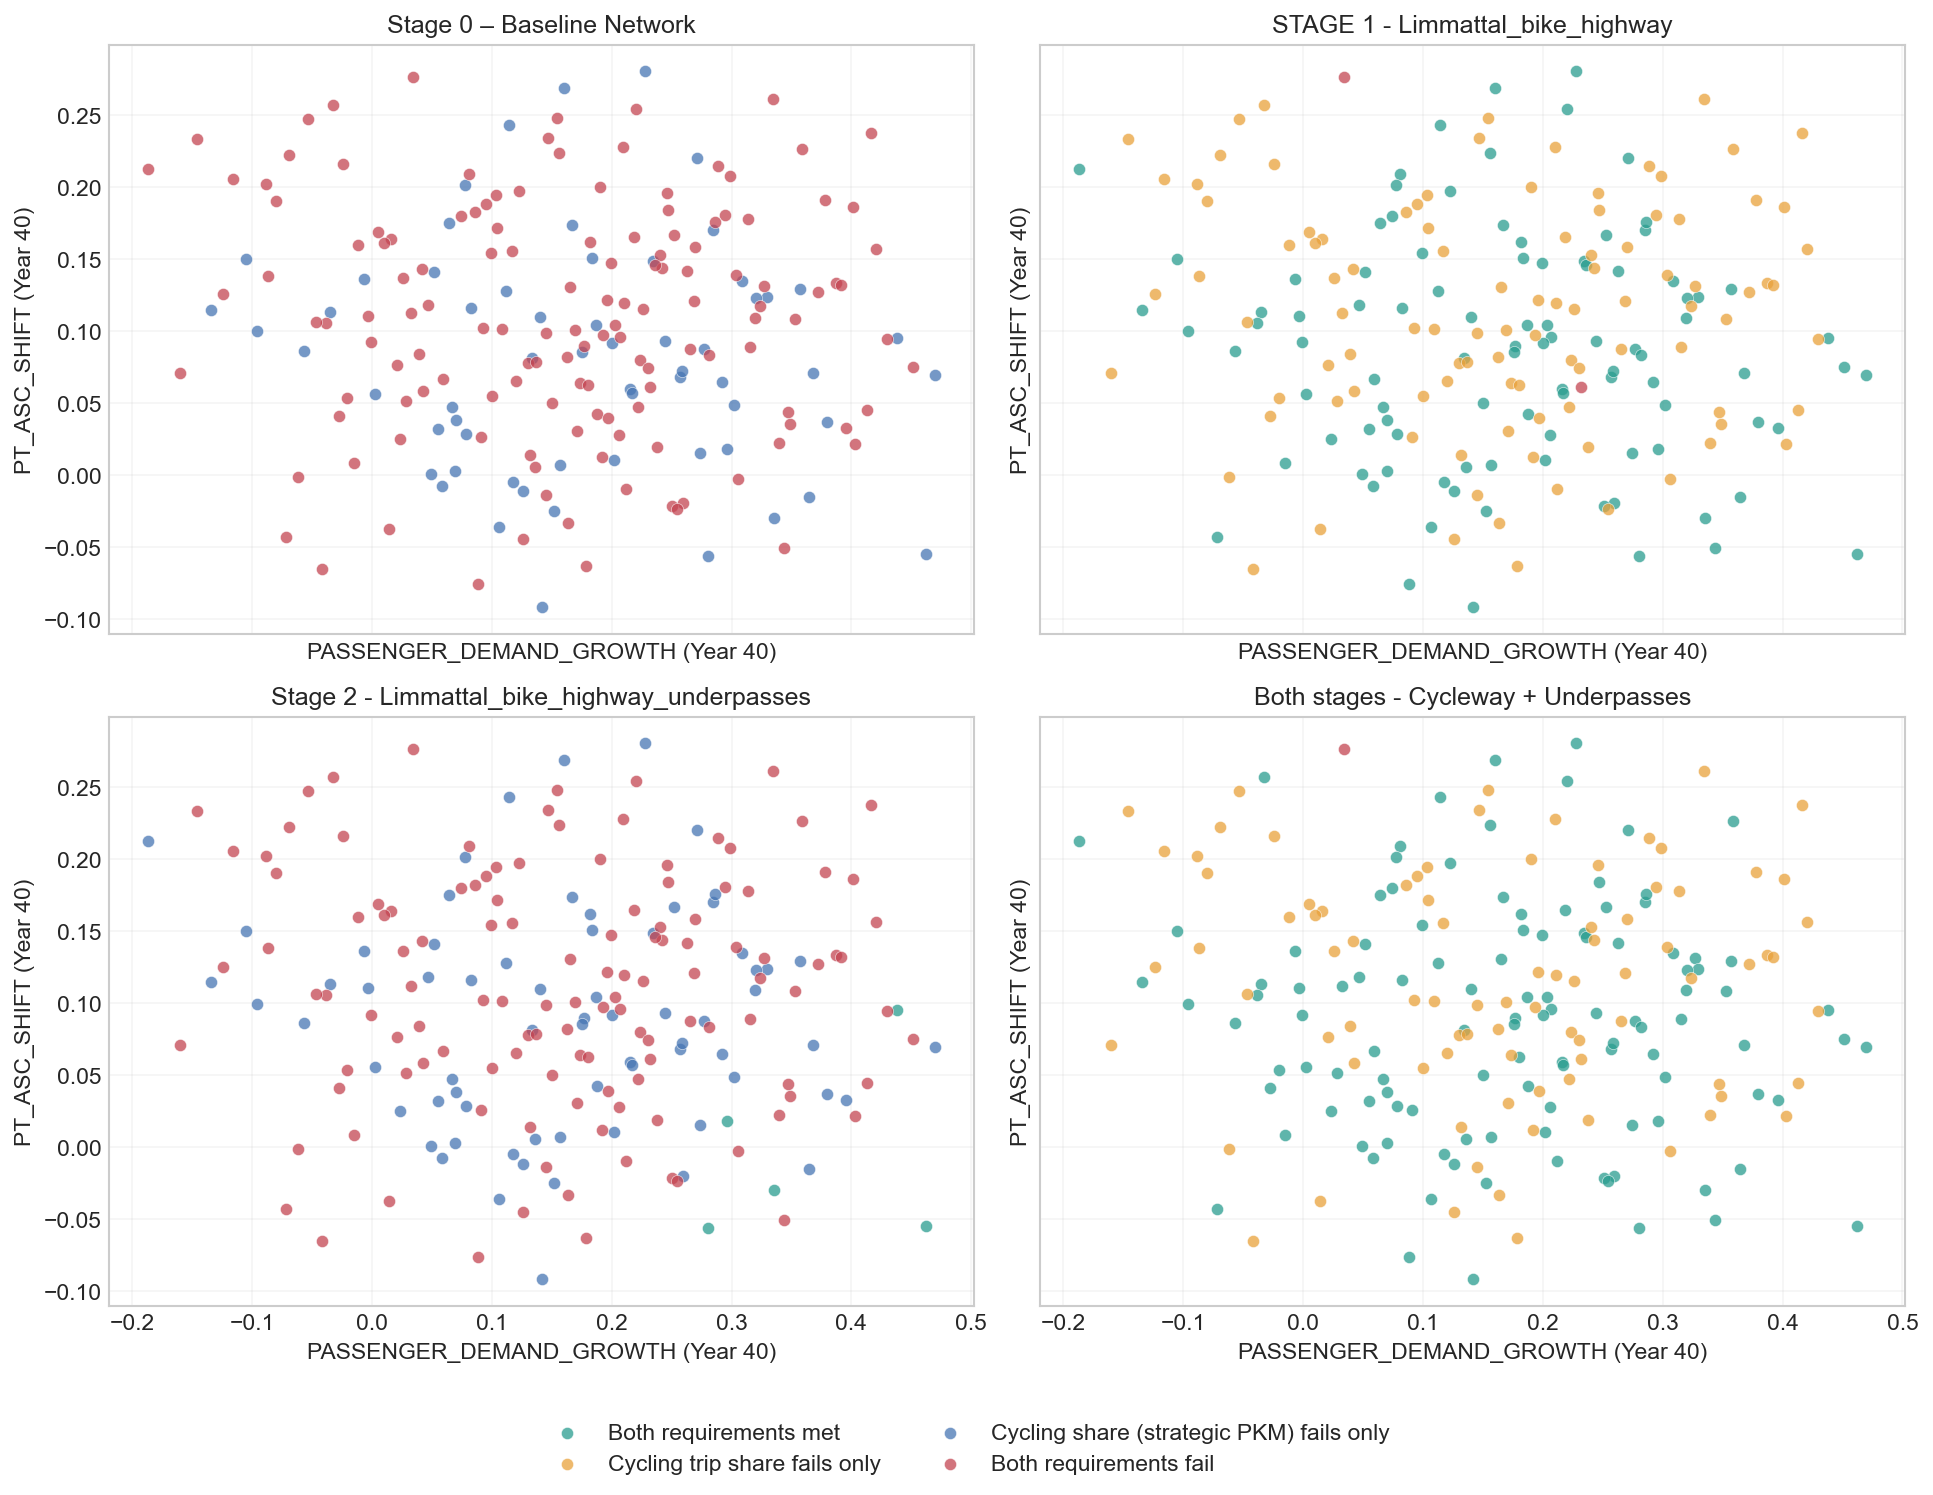 Stage 0 – Baseline Network
STAGE 1 - Limmattal_bike_highway
PT_ASC_SHIFT (Year 40)
0.25
0.20
0.15
0.10
0.05
0.00
−0.05
−0.10
PASSENGER_DEMAND_GROWTH (Year 40)
PT_ASC_SHIFT (Year 40)
PASSENGER_DEMAND_GROWTH (Year 40)
Stage 2 - Limmattal_bike_highway_underpasses
Both stages - Cycleway + Underpasses
PT_ASC_SHIFT (Year 40)
0.25
0.20
0.15
0.10
0.05
0.00
−0.05
−0.10
−0.2 −0.1 0.0 0.1 0.2 0.3 0.4 0.5
PASSENGER_DEMAND_GROWTH (Year 40)
PT_ASC_SHIFT (Year 40)
−0.2 −0.1 0.0 0.1 0.2 0.3 0.4 0.5
PASSENGER_DEMAND_GROWTH (Year 40)
Both requirements met
Cycling trip share fails only
Cycling share (strategic PKM) fails only
Both requirements fail